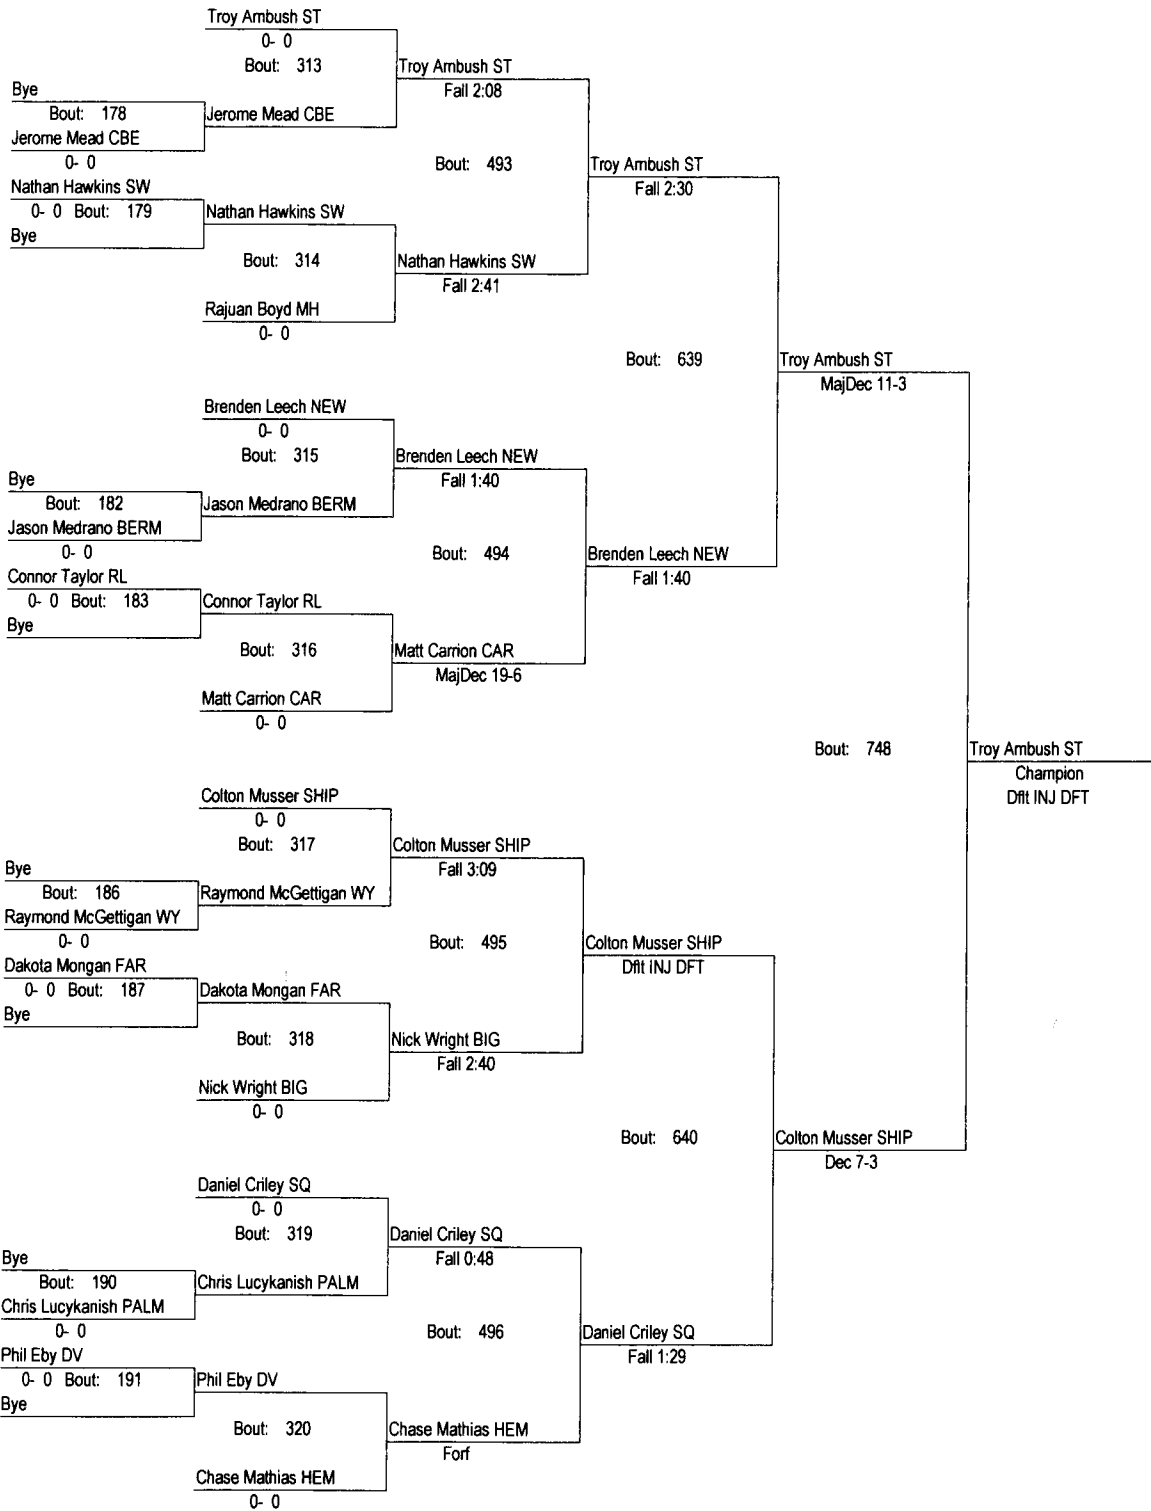 Troy Ambush ST
0- 0
Bout: 313
Troy Ambush ST
Fall 2:08
Bye
Bout: 178
Jerome Mead CBE
Jerome Mead CBE
0- 0
Bout: 493
Troy Ambush ST
Fall 2:30
Nathan Hawkins SW
0- 0 Bout: 179
Nathan Hawkins SW
Bye
Bout: 314
Nathan Hawkins SW
Fall 2:41
Rajuan Boyd MH
0- 0
Bout: 639
Troy Ambush ST
MajDec 11-3
Brenden Leech NEW
0- 0
Bout: 315
Brenden Leech NEW
Fall 1:40
Bye
Bout: 182
Jason Medrano BERM
Jason Medrano BERM
0- 0
Bout: 494
Brenden Leech NEW
Fall 1:40
Connor Taylor RL
0- 0 Bout: 183
Connor Taylor RL
Bye
Bout: 316
Matt Carrion CAR
MajDec 19-6
Matt Carrion CAR
0- 0
Bout: 748
Troy Ambush ST
Champion
Dflt INJ DFT
Colton Musser SHIP
0- 0
Bout: 317
Colton Musser SHIP
Fall 3:09
Bye
Bout: 186
Raymond McGettigan WY
Raymond McGettigan WY
0- 0
Bout: 495
Colton Musser SHIP
Dflt INJ DFT
Dakota Mongan FAR
0- 0 Bout: 187
Dakota Mongan FAR
Bye
Bout: 318
Nick Wright BIG
Fall 2:40
Nick Wright BIG
0- 0
Bout: 640
Colton Musser SHIP
Dec 7-3
Daniel Criley SQ
0- 0
Bout: 319
Daniel Criley SQ
Fall 0:48
Bye
Bout: 190
Chris Lucykanish PALM
Chris Lucykanish PALM
0- 0
Bout: 496
Daniel Criley SQ
Fall 1:29
Phil Eby DV
0- 0 Bout: 191
Phil Eby DV
Bye
Bout: 320
Chase Mathias HEM
Forf
Chase Mathias HEM
0- 0